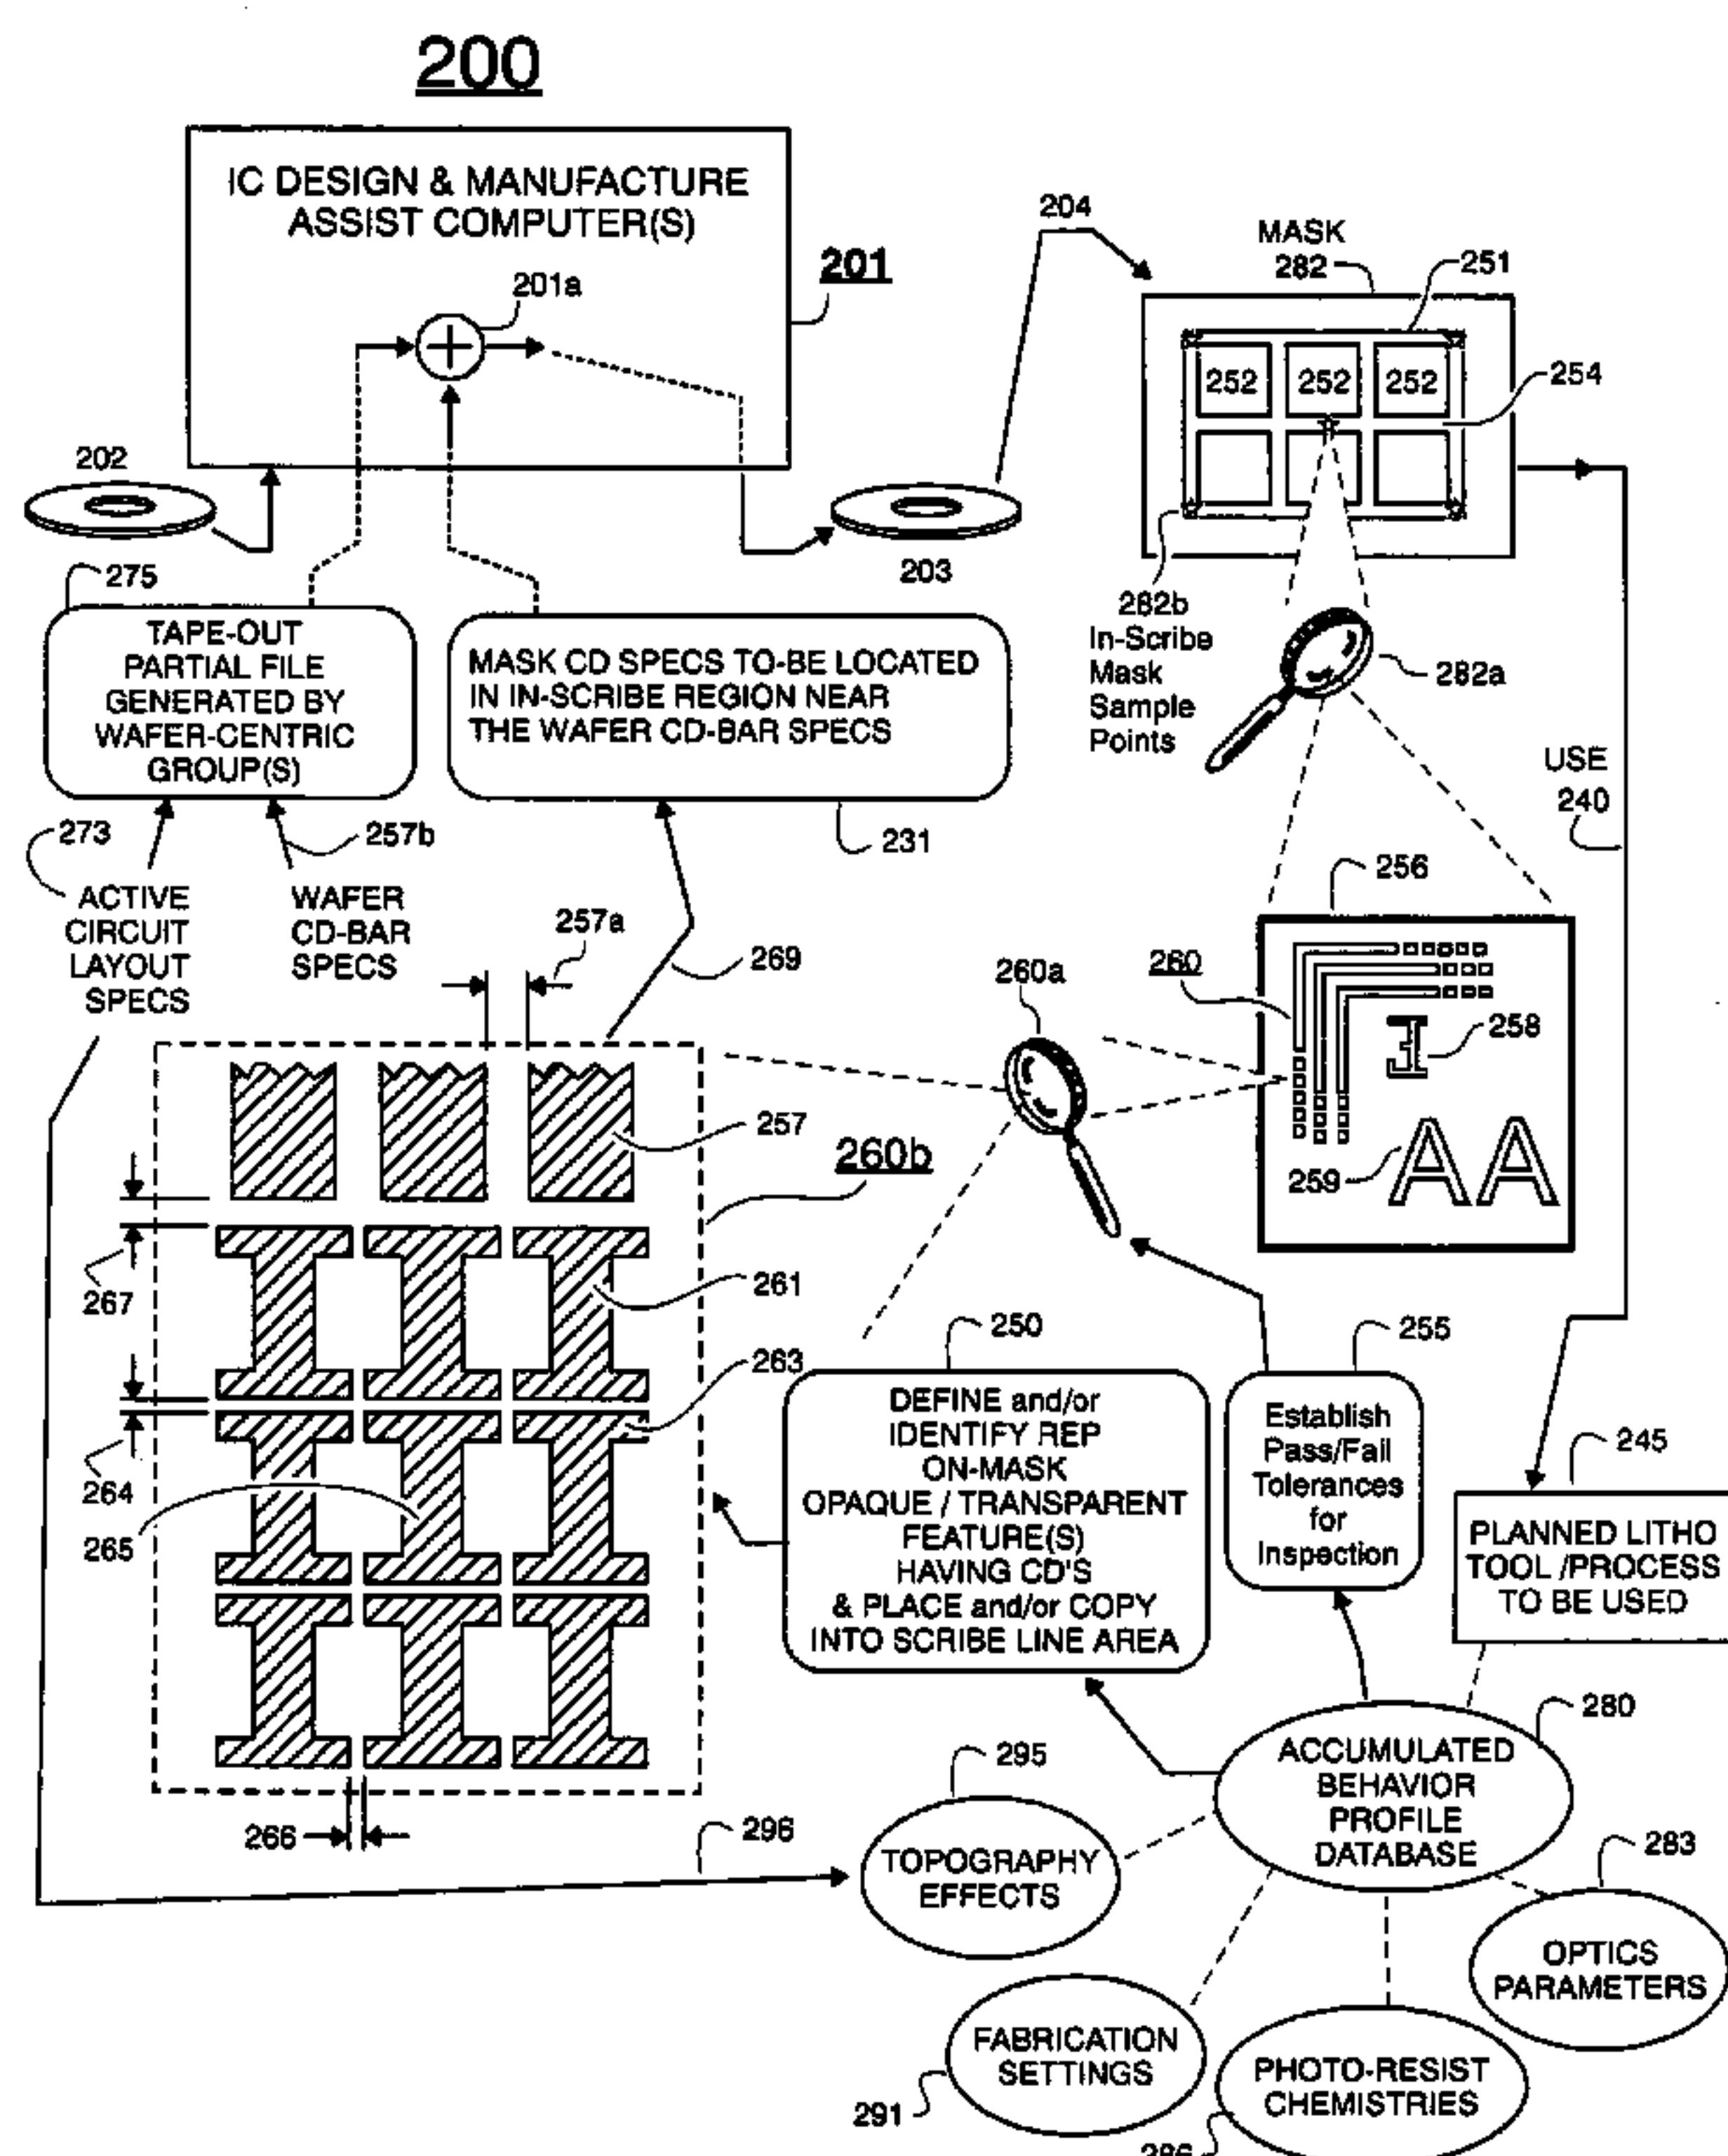 200
IC DESIGN & MANUFACTURE
ASSIST COMPUTER(S)
201a
201
204
MASK
282
251
252 252 252
254
202
203
275
TAPE-OUT
PARTIAL FILE
GENERATED BY
WAFER-CENTRIC
GROUP(S)
MASK CD SPECS TO-BE LOCATED
IN IN-SCRIBE REGION NEAR
THE WAFER CD-BAR SPECS
231
282b
In-Scribe
Mask
Sample
Points
282a
USE
240
273
ACTIVE
CIRCUIT
LAYOUT
SPECS
257b
WAFER
CD-BAR
SPECS
257a
269
260a
260
256
258
259
AA
257
260b
267
261
263
264
265
266
250
DEFINE and/or
IDENTIFY REP
ON-MASK
OPAQUE / TRANSPARENT
FEATURE(S)
HAVING CD'S
& PLACE and/or COPY
INTO SCRIBE LINE AREA
255
Establish
Pass/Fail
Tolerances
for
Inspection
245
PLANNED LITHO
TOOL /PROCESS
TO BE USED
280
ACCUMULATED
BEHAVIOR
PROFILE
DATABASE
295
TOPOGRAPHY
EFFECTS
296
283
OPTICS
PARAMETERS
FABRICATION
SETTINGS
291
PHOTO-RESIST
CHEMISTRIES
286